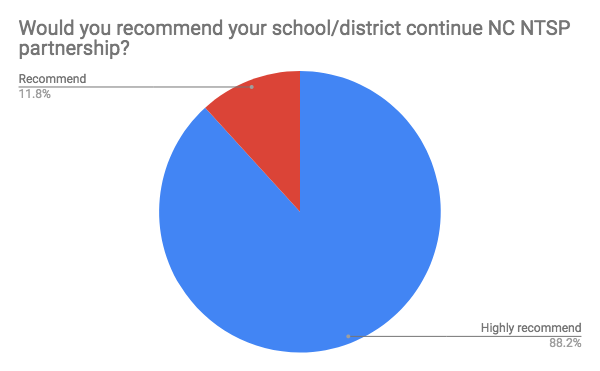 Would you recommend your school/district continue NC NTSP
partnership?
Recommend
11.8%
Highly recommend
88.2%